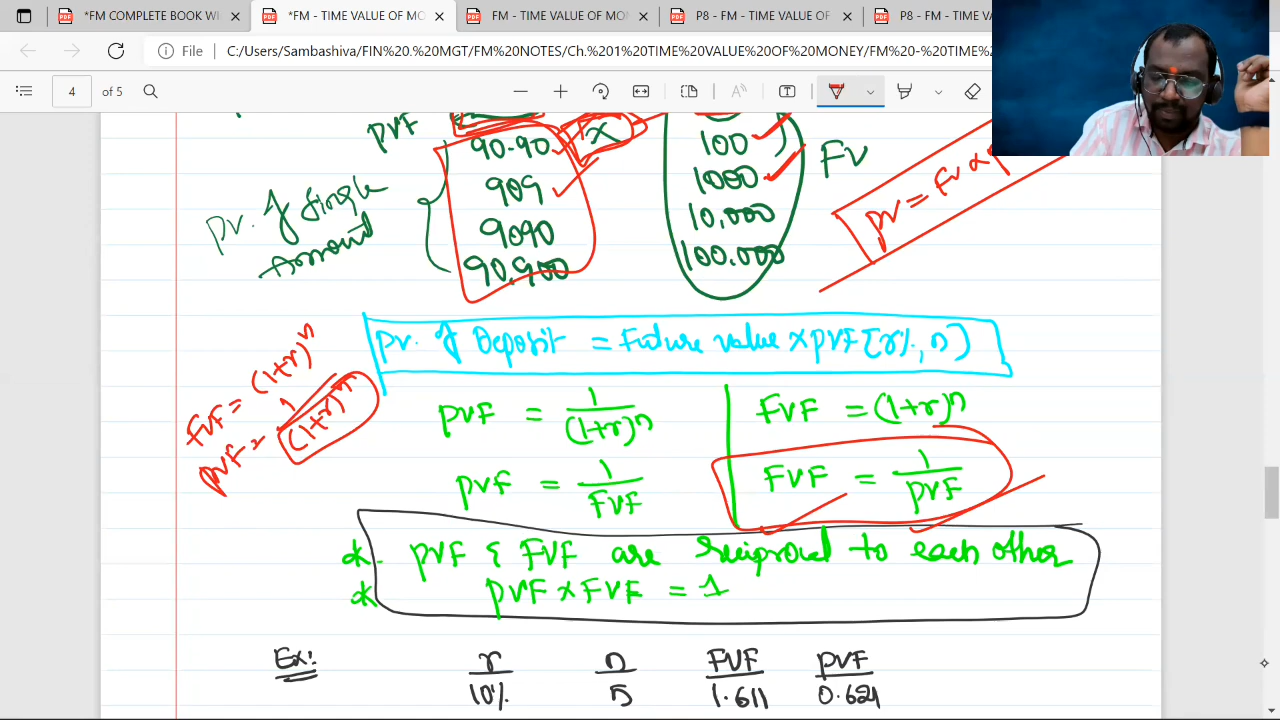 *FM COMPLETE BOOK WI
*FM - TIME VALUE OF MO
FM - TIME VALUE OF MO
P8 - FM - TIME VALUE OF
P8 - FM - TIME VA
File C:/Users/Sambashiva/FIN%20.%20MGT/FM%20NOTES/Ch.%201%20TIME%20VALUE%20OF%20MONEY/FM%20-%20TIME%2
4 of 5
PVF
90.90 x 100
909 1000 FV
9090 10,000
90,900 100.000
PV. of Single
Amount
PV = FV x P
PV. of Deposit = Future value x PVF [r%, n]
FVF = (1+r)^n
PVF = 1/(1+r)^n
PVF = 1/(1+r)^n FVF = (1+r)^n
PVF = 1/FVF FVF = 1/PVF
*. PVF & FVF are reciprocal to each other
* PVF x FVF = 1
Ex: r n FVF PVF
10% 5 1.611 0.621